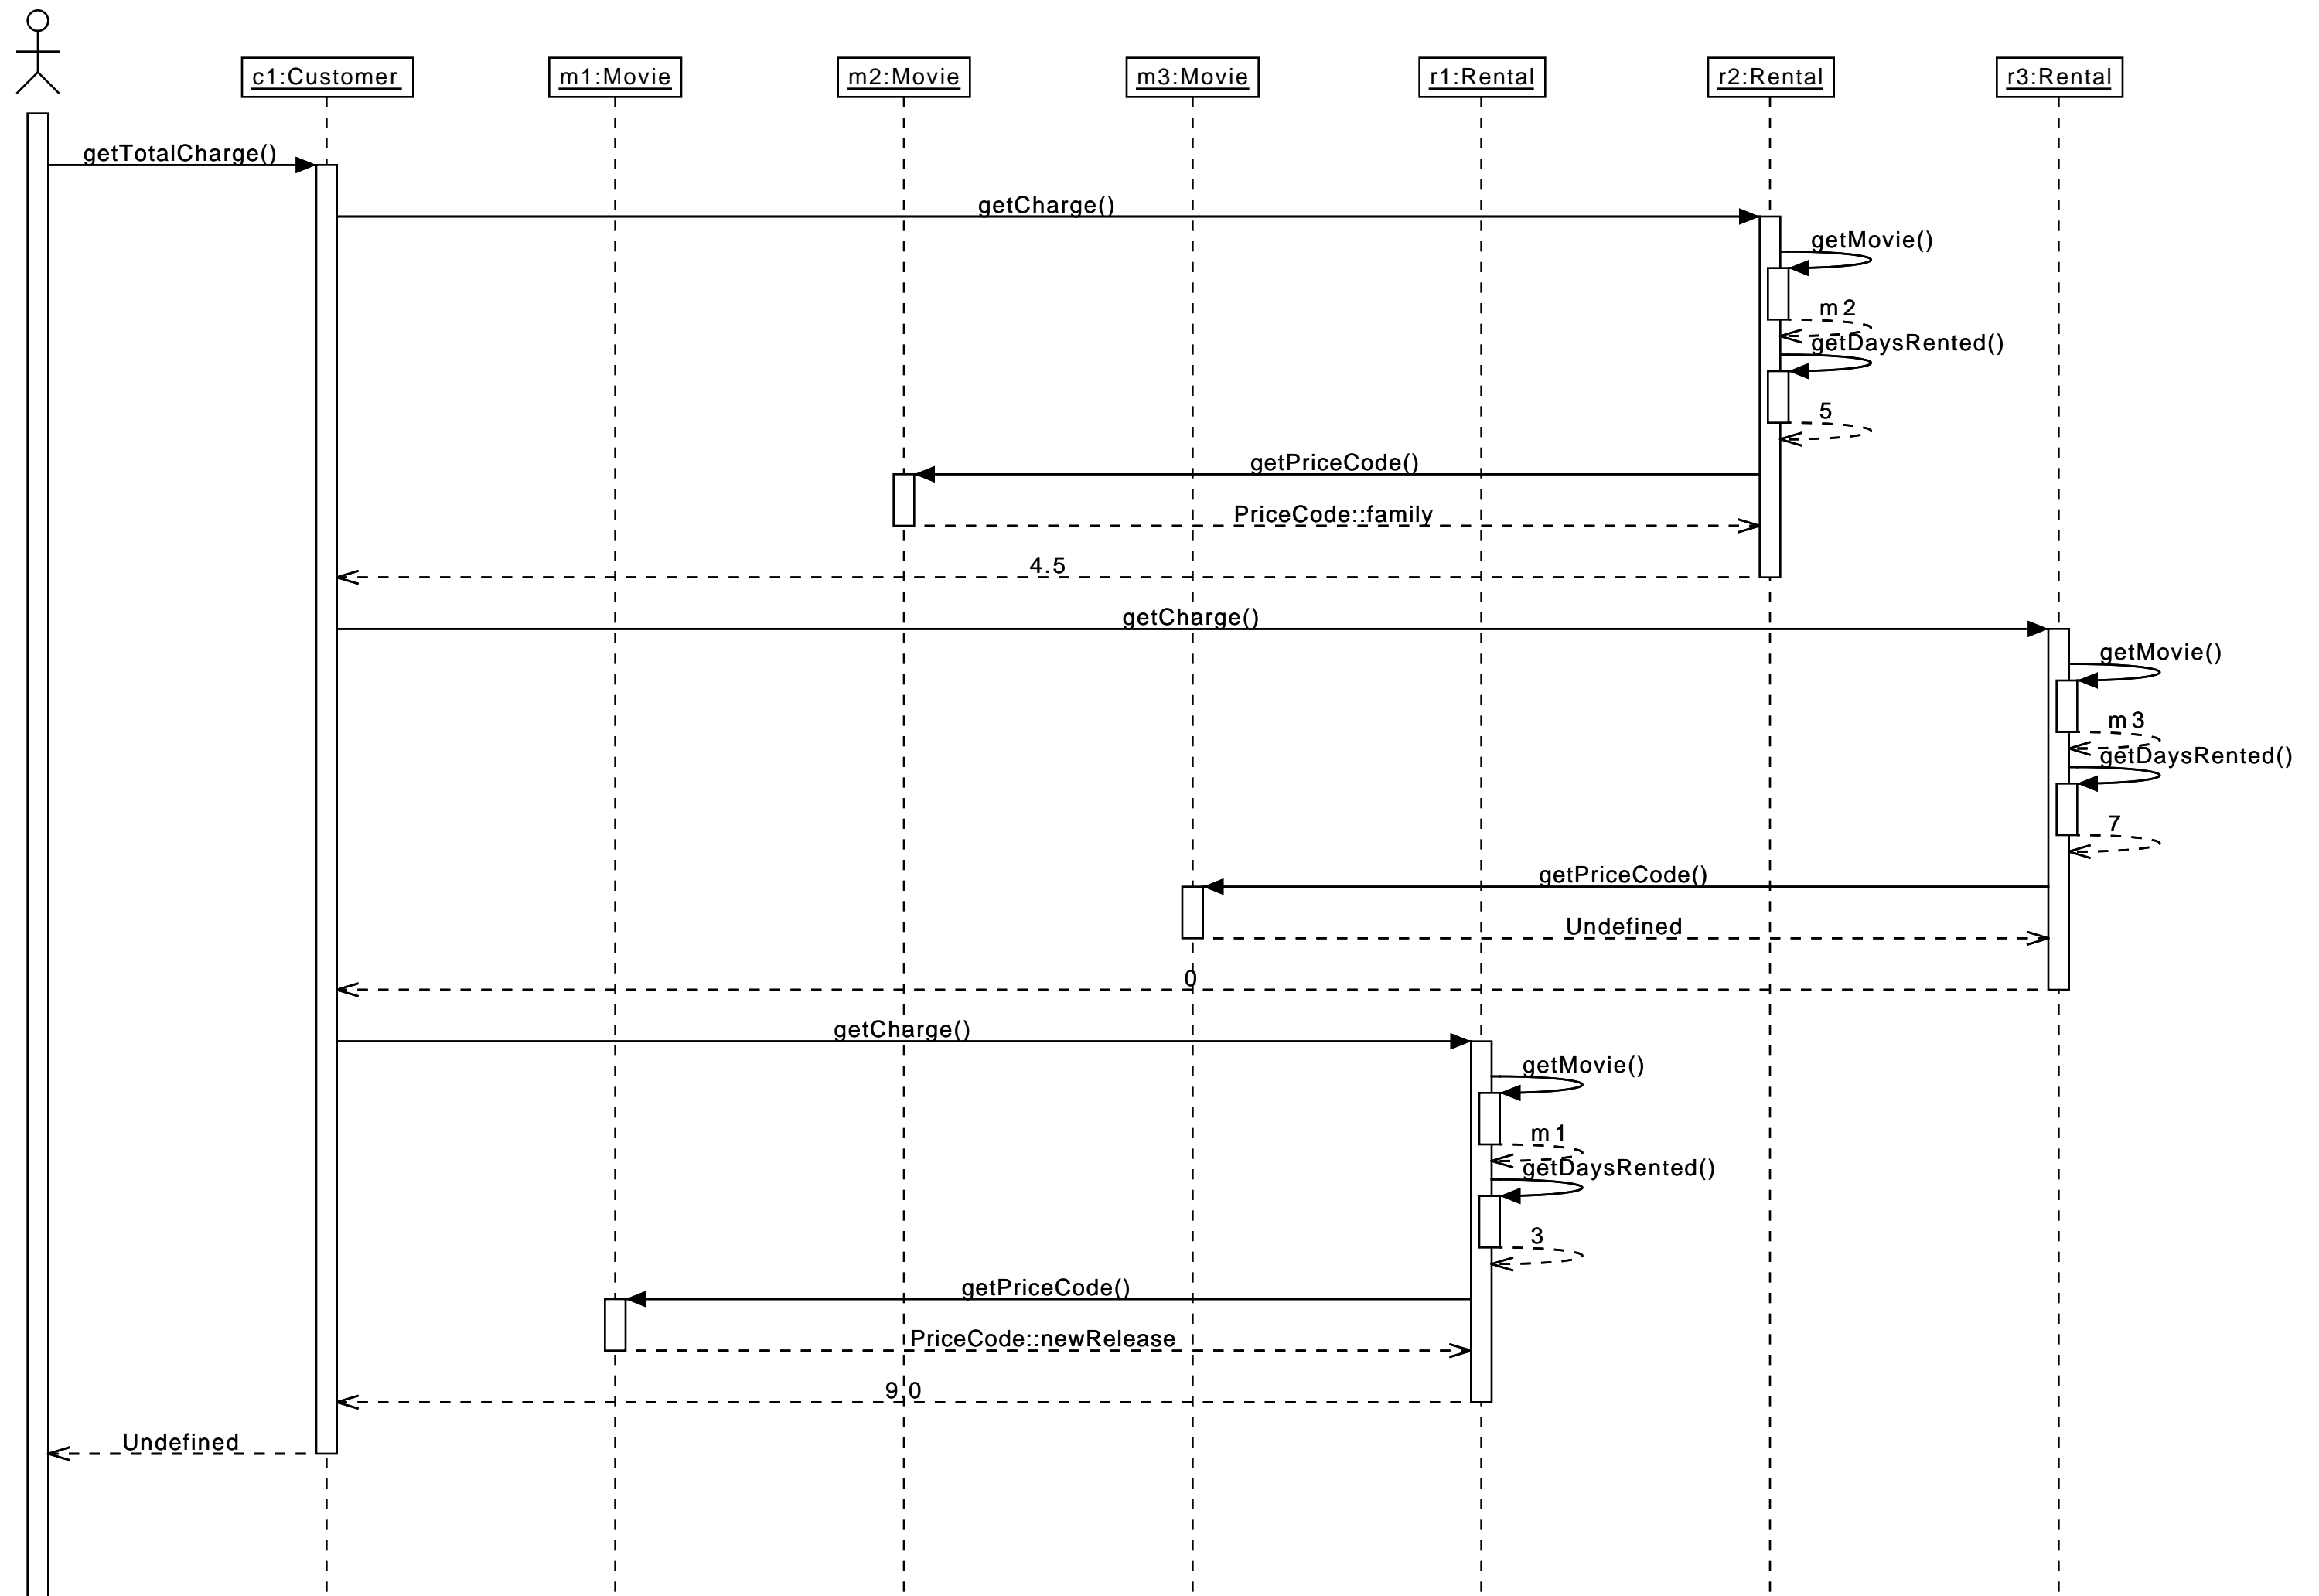 c1:Customer
m1:Movie
m2:Movie
m3:Movie
r1:Rental
r2:Rental
r3:Rental
getTotalCharge()
getCharge()
getMovie()
m2
getDaysRented()
5
getPriceCode()
PriceCode::family
4.5
getCharge()
getMovie()
m3
getDaysRented()
7
getPriceCode()
Undefined
0
getCharge()
getMovie()
m1
getDaysRented()
3
getPriceCode()
PriceCode::newRelease
9.0
Undefined